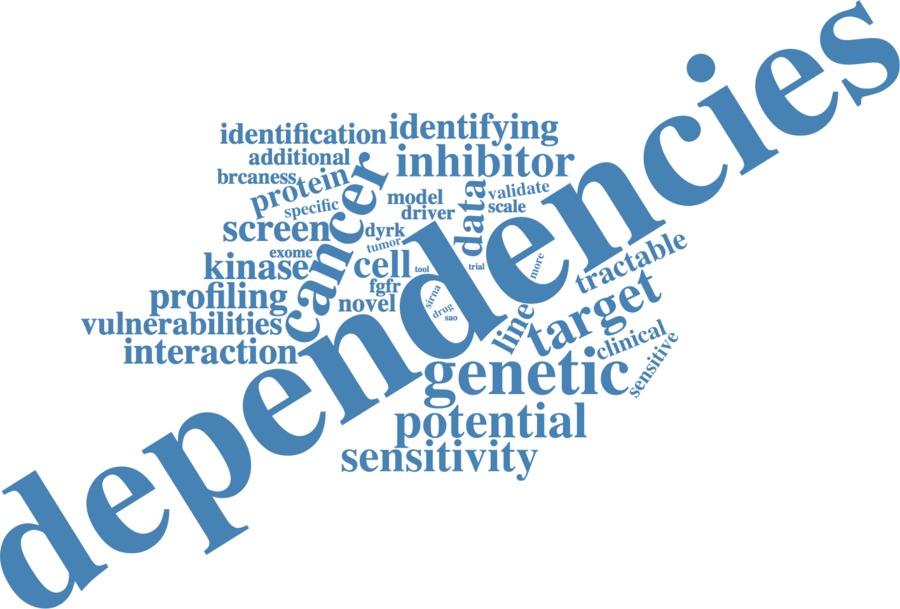 dependencies
identification
identifying
additional
inhibitor
brcaness
protein
cancer
specific
model
data
validate
driver
scale
screen
dyrk
tumor
exome
kinase
cell
tool
trial
more
tractable
profiling
fgfr
novel
sirna
drug
sao
target
vulnerabilities
line
interaction
clinical
sensitive
genetic
potential
sensitivity